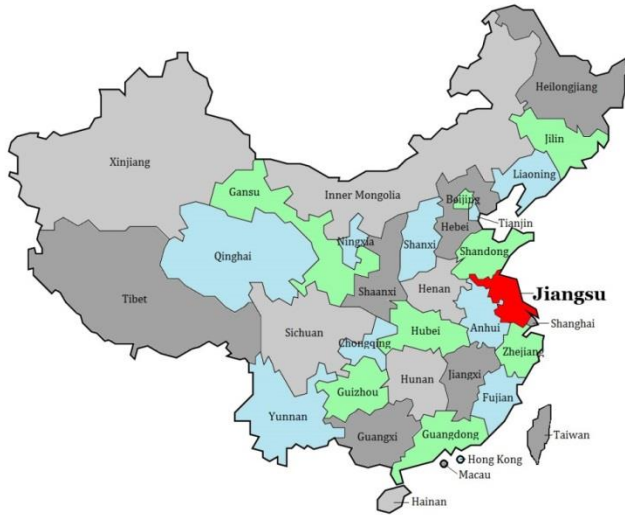 Heilongjiang
Jilin
Xinjiang
Liaoning
Gansu
Inner Mongolia
Beijing
Tianjin
Hebei
Ningxia
Shanxi
Qinghai
Shandong
Shaanxi
Henan
Jiangsu
Tibet
Shanghai
Sichuan
Hubei
Anhui
Chongqing
Zhejiang
Hunan
Jiangxi
Guizhou
Fujian
Yunnan
Guangxi
Guangdong
Taiwan
Hong Kong
Macau
Hainan